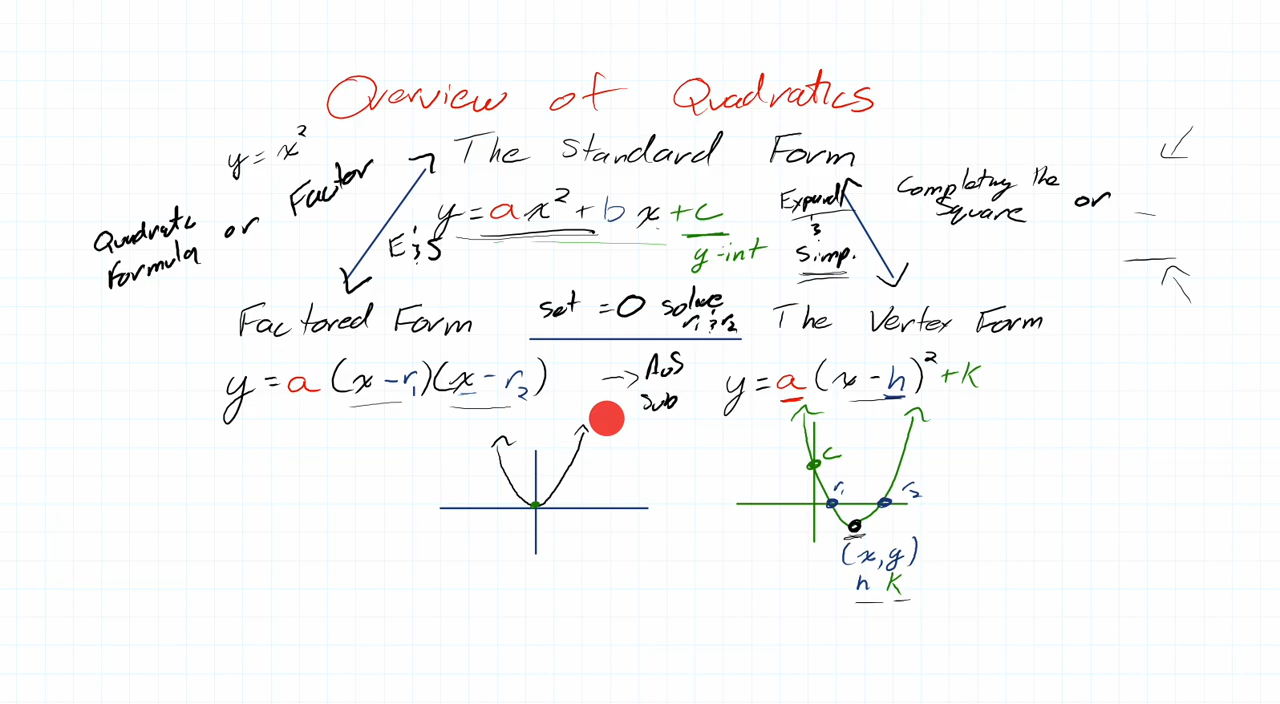 Overview of Quadratics
y = x²
The Standard Form
Quadratic Formula or Factor
y = ax² + bx + c
y-int
E & S
Expand & Simp.
Completing the Square or
Factored Form
set = 0 solve r₁ & r₂
The Vertex Form
y = a(x - r₁)(x - r₂)
→ AoS
Sub
y = a(x - h)² + k
c
r₁
r₂
(x, y)
h k